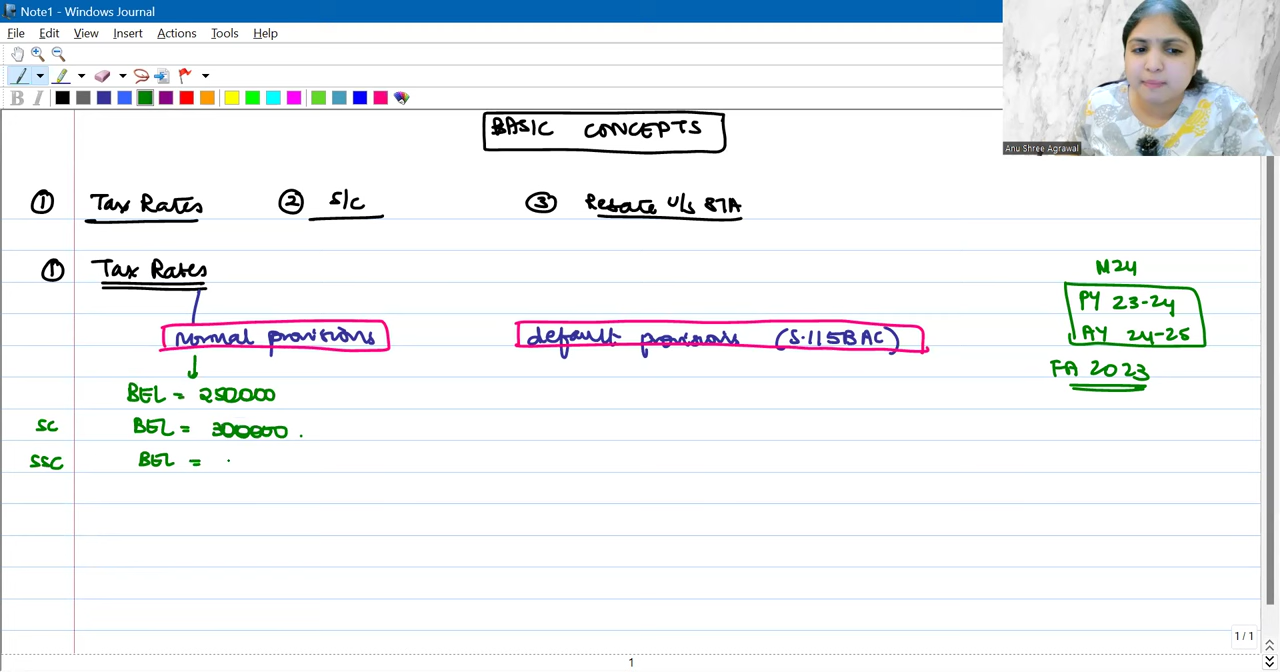 Note1 - Windows Journal
File Edit View Insert Actions Tools Help
B I
BASIC CONCEPTS
Anu Shree Agrawal
① Tax Rates ② S/C ③ Rebate u/s 87A
① Tax Rates
M24
PY 23-24
normal provisions default provisions (S.115BAC)
AY 24-25
FA 2023
BEL = 250000
SC BEL = 300000.
SSC BEL =
1 / 1
1